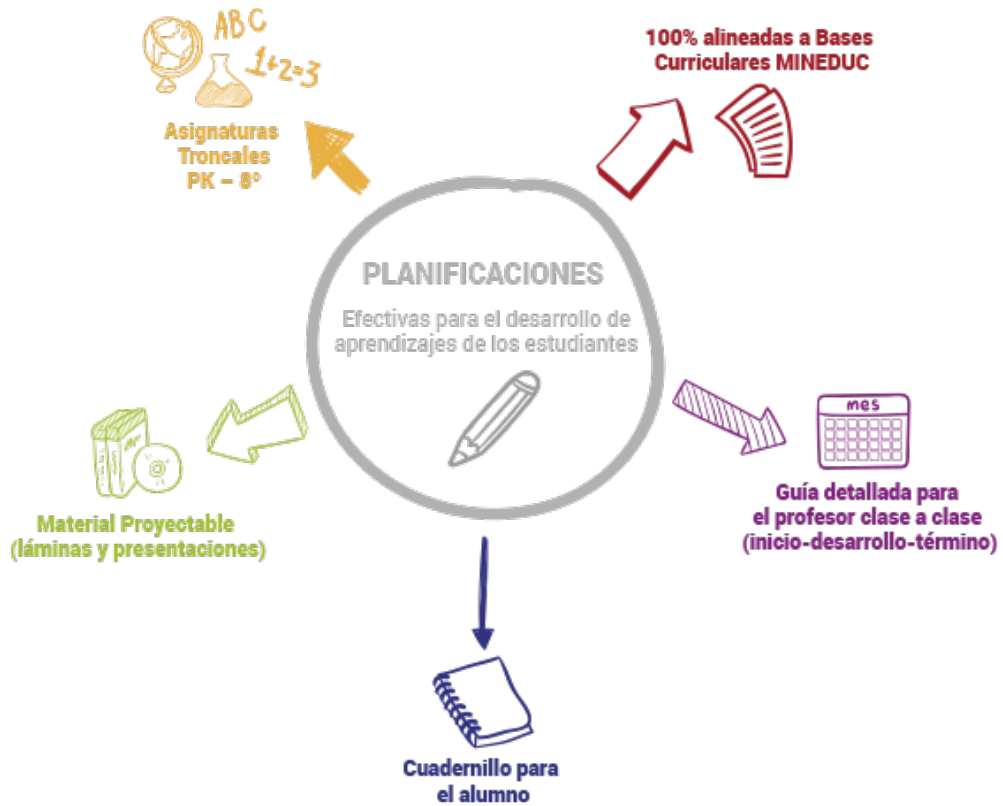 ABC
1+2=3
Asignaturas
Troncales
PK – 8º
100% alineadas a Bases
Curriculares MINEDUC
PLANIFICACIONES
Efectivas para el desarrollo de
aprendizajes de los estudiantes
mes
Guía detallada para
el profesor clase a clase
(inicio-desarrollo-término)
Material Proyectable
(láminas y presentaciones)
Cuadernillo para
el alumno